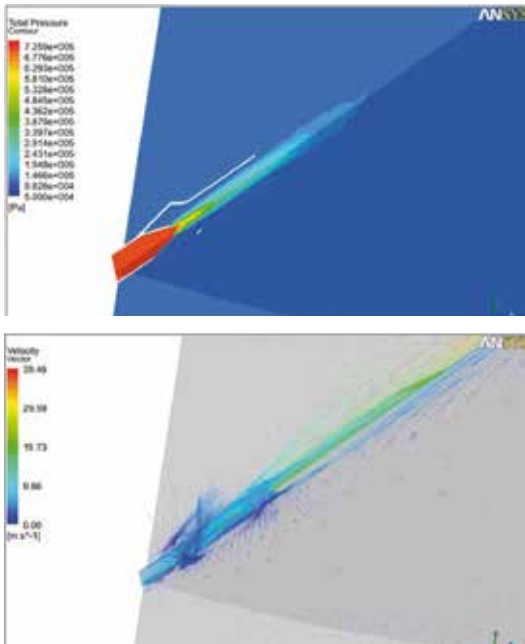 Total Pressure
Contour
ANSYS
7.259e+005
6.776e+005
6.293e+005
5.810e+005
5.328e+005
4.845e+005
4.362e+005
3.879e+005
3.397e+005
2.914e+005
2.431e+005
1.948e+005
1.466e+005
9.828e+004
5.000e+004
[Pa]
Velocity
Vector
ANSYS
39.46
29.59
19.73
9.86
0.00
[m s^-1]